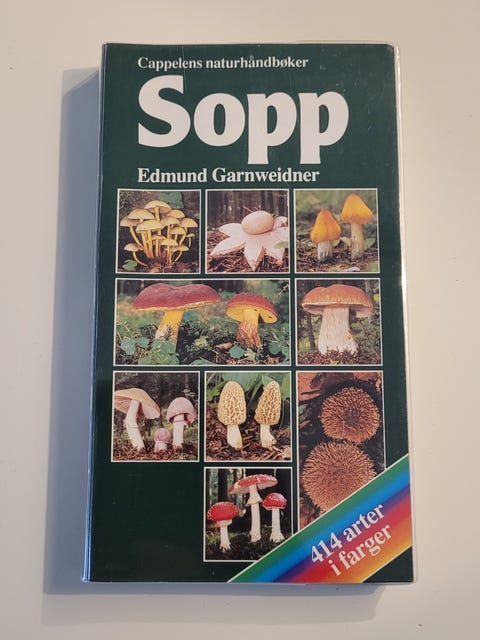 Cappelens naturhåndbøker
Sopp
Edmund Garnweidner
414 arter
i farger